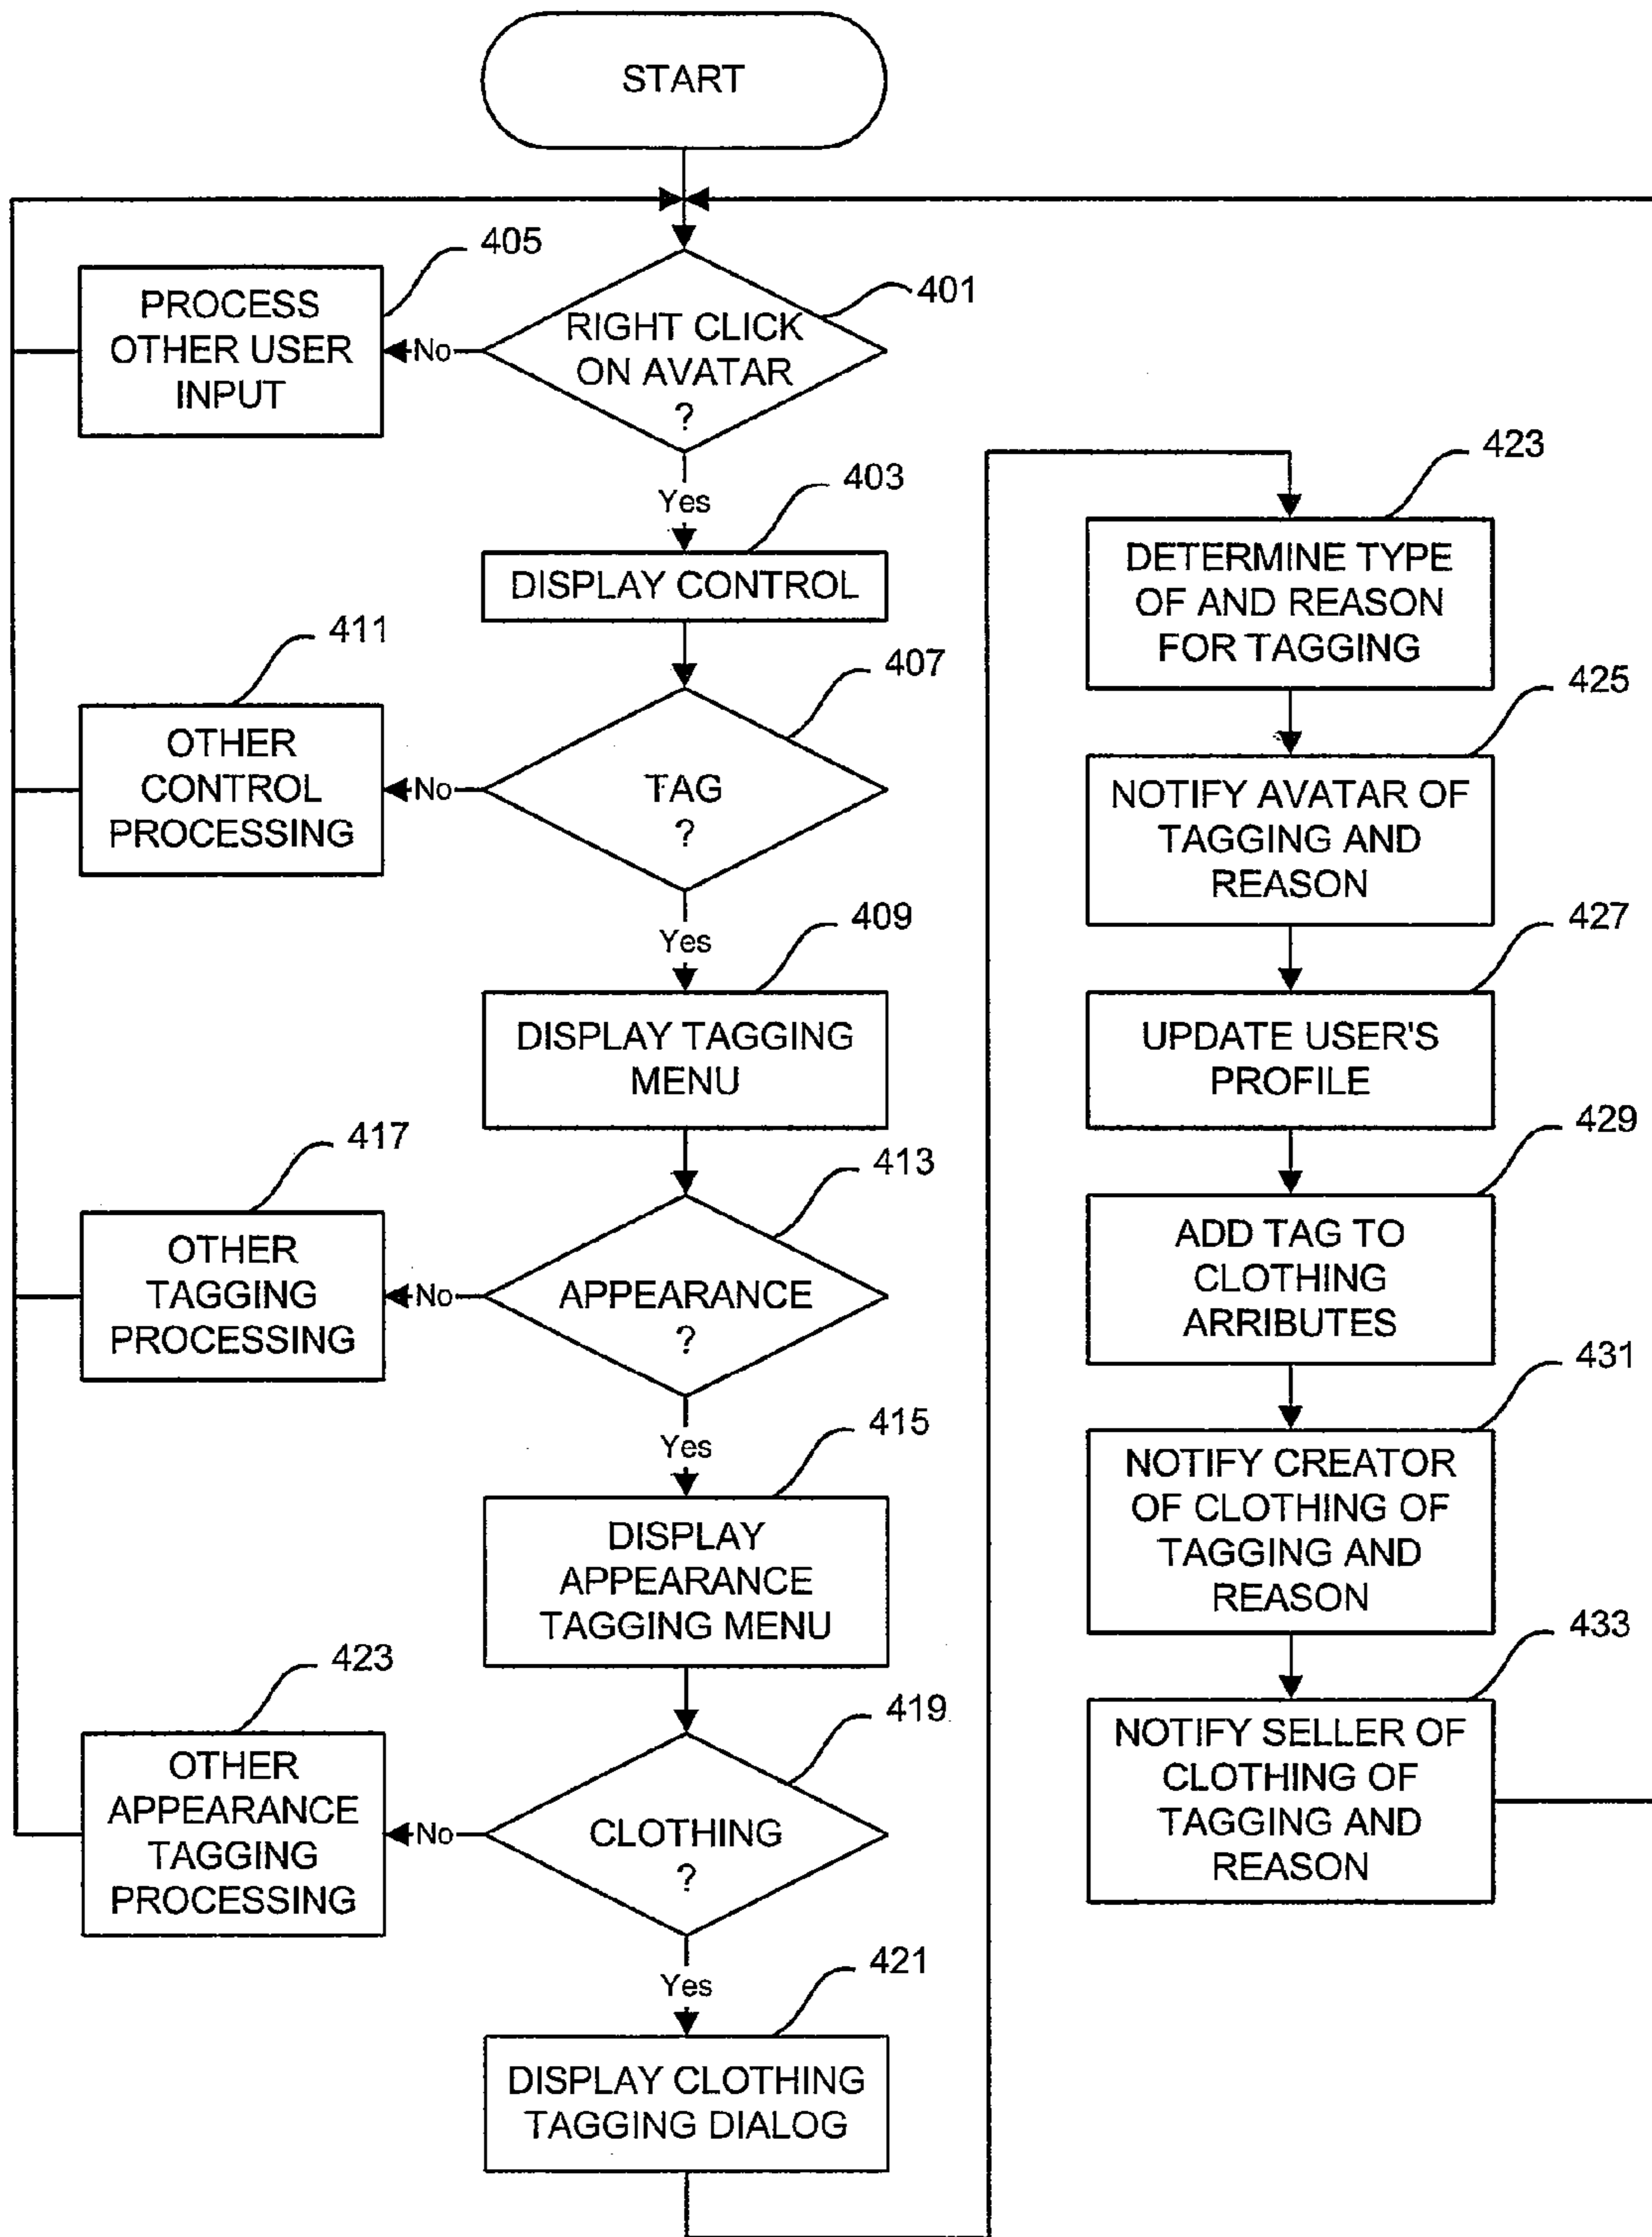 START
405
PROCESS
OTHER USER
INPUT
No
401
RIGHT CLICK
ON AVATAR
?
Yes
403
DISPLAY CONTROL
411
OTHER
CONTROL
PROCESSING
No
407
TAG
?
Yes
409
DISPLAY TAGGING
MENU
417
OTHER
TAGGING
PROCESSING
No
413
APPEARANCE
?
Yes
415
DISPLAY
APPEARANCE
TAGGING MENU
423
OTHER
APPEARANCE
TAGGING
PROCESSING
No
419
CLOTHING
?
Yes
421
DISPLAY CLOTHING
TAGGING DIALOG
423
DETERMINE TYPE
OF AND REASON
FOR TAGGING
425
NOTIFY AVATAR OF
TAGGING AND
REASON
427
UPDATE USER'S
PROFILE
429
ADD TAG TO
CLOTHING
ARRIBUTES
431
NOTIFY CREATOR
OF CLOTHING OF
TAGGING AND
REASON
433
NOTIFY SELLER OF
CLOTHING OF
TAGGING AND
REASON